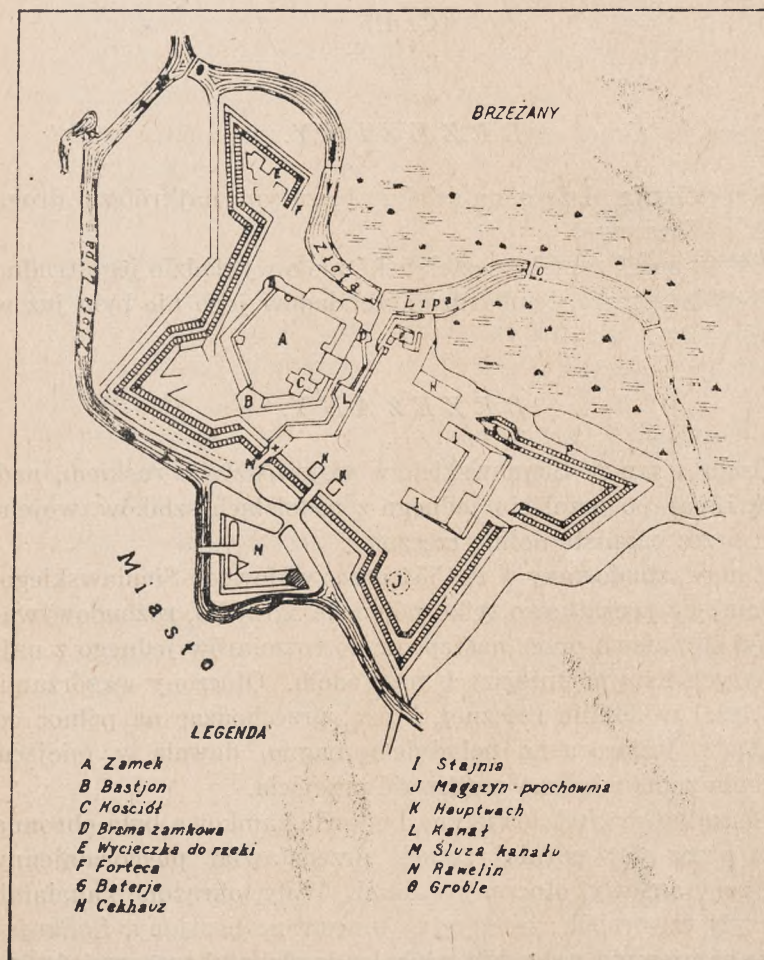 BRZEŻANY
E
F
Złota Lipa
Złota
Lipa
O
A
D
B
C
L
H
M
K
K
I
I
G
N
J
Miasto
LEGENDA
A Zamek
B Bastjon
C Kościół
D Brama zamkowa
E Wycieczka do rzeki
F Forteca
G Baterje
H Cekhauz
I Stajnia
J Magazyn-prochownia
K Hauptwach
L Kanał
M Śluza kanału
N Rawelin
O Groble